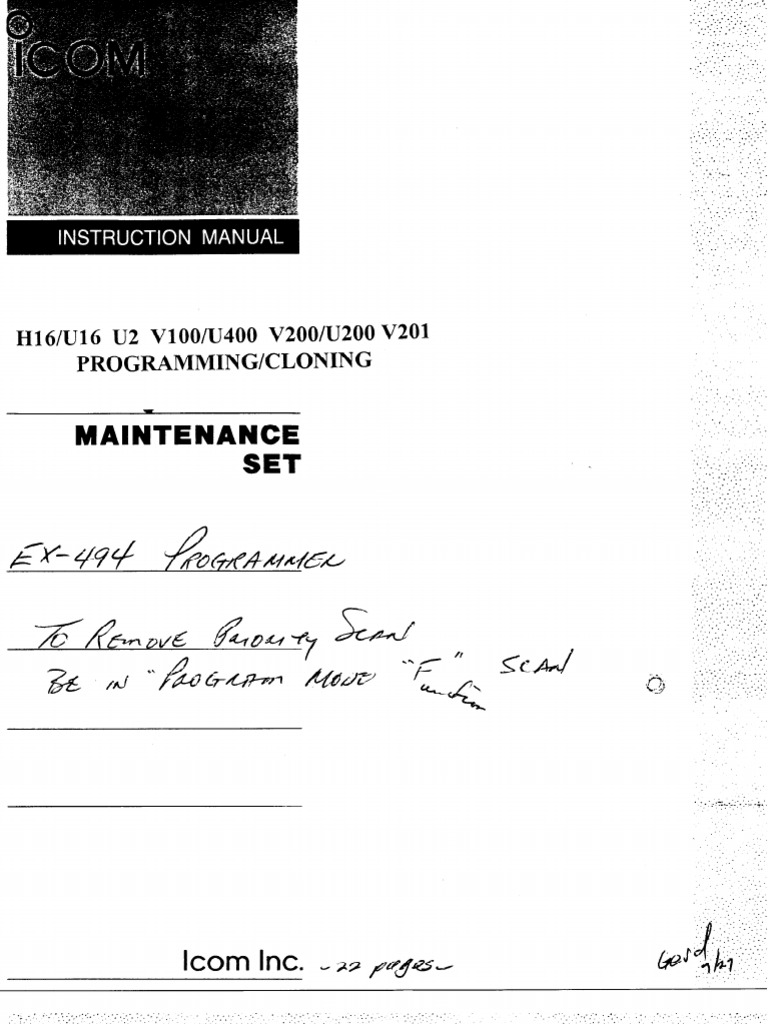 ICOM
INSTRUCTION MANUAL
H16/U16 U2 V100/U400 V200/U200 V201
PROGRAMMING/CLONING
MAINTENANCE
SET
EX-494 PROGRAMMER
TO REMOVE PRIORITY SCAN
BE IN "PROGRAM MODE "F" SCAN
unction
Icom Inc. -22 pages-